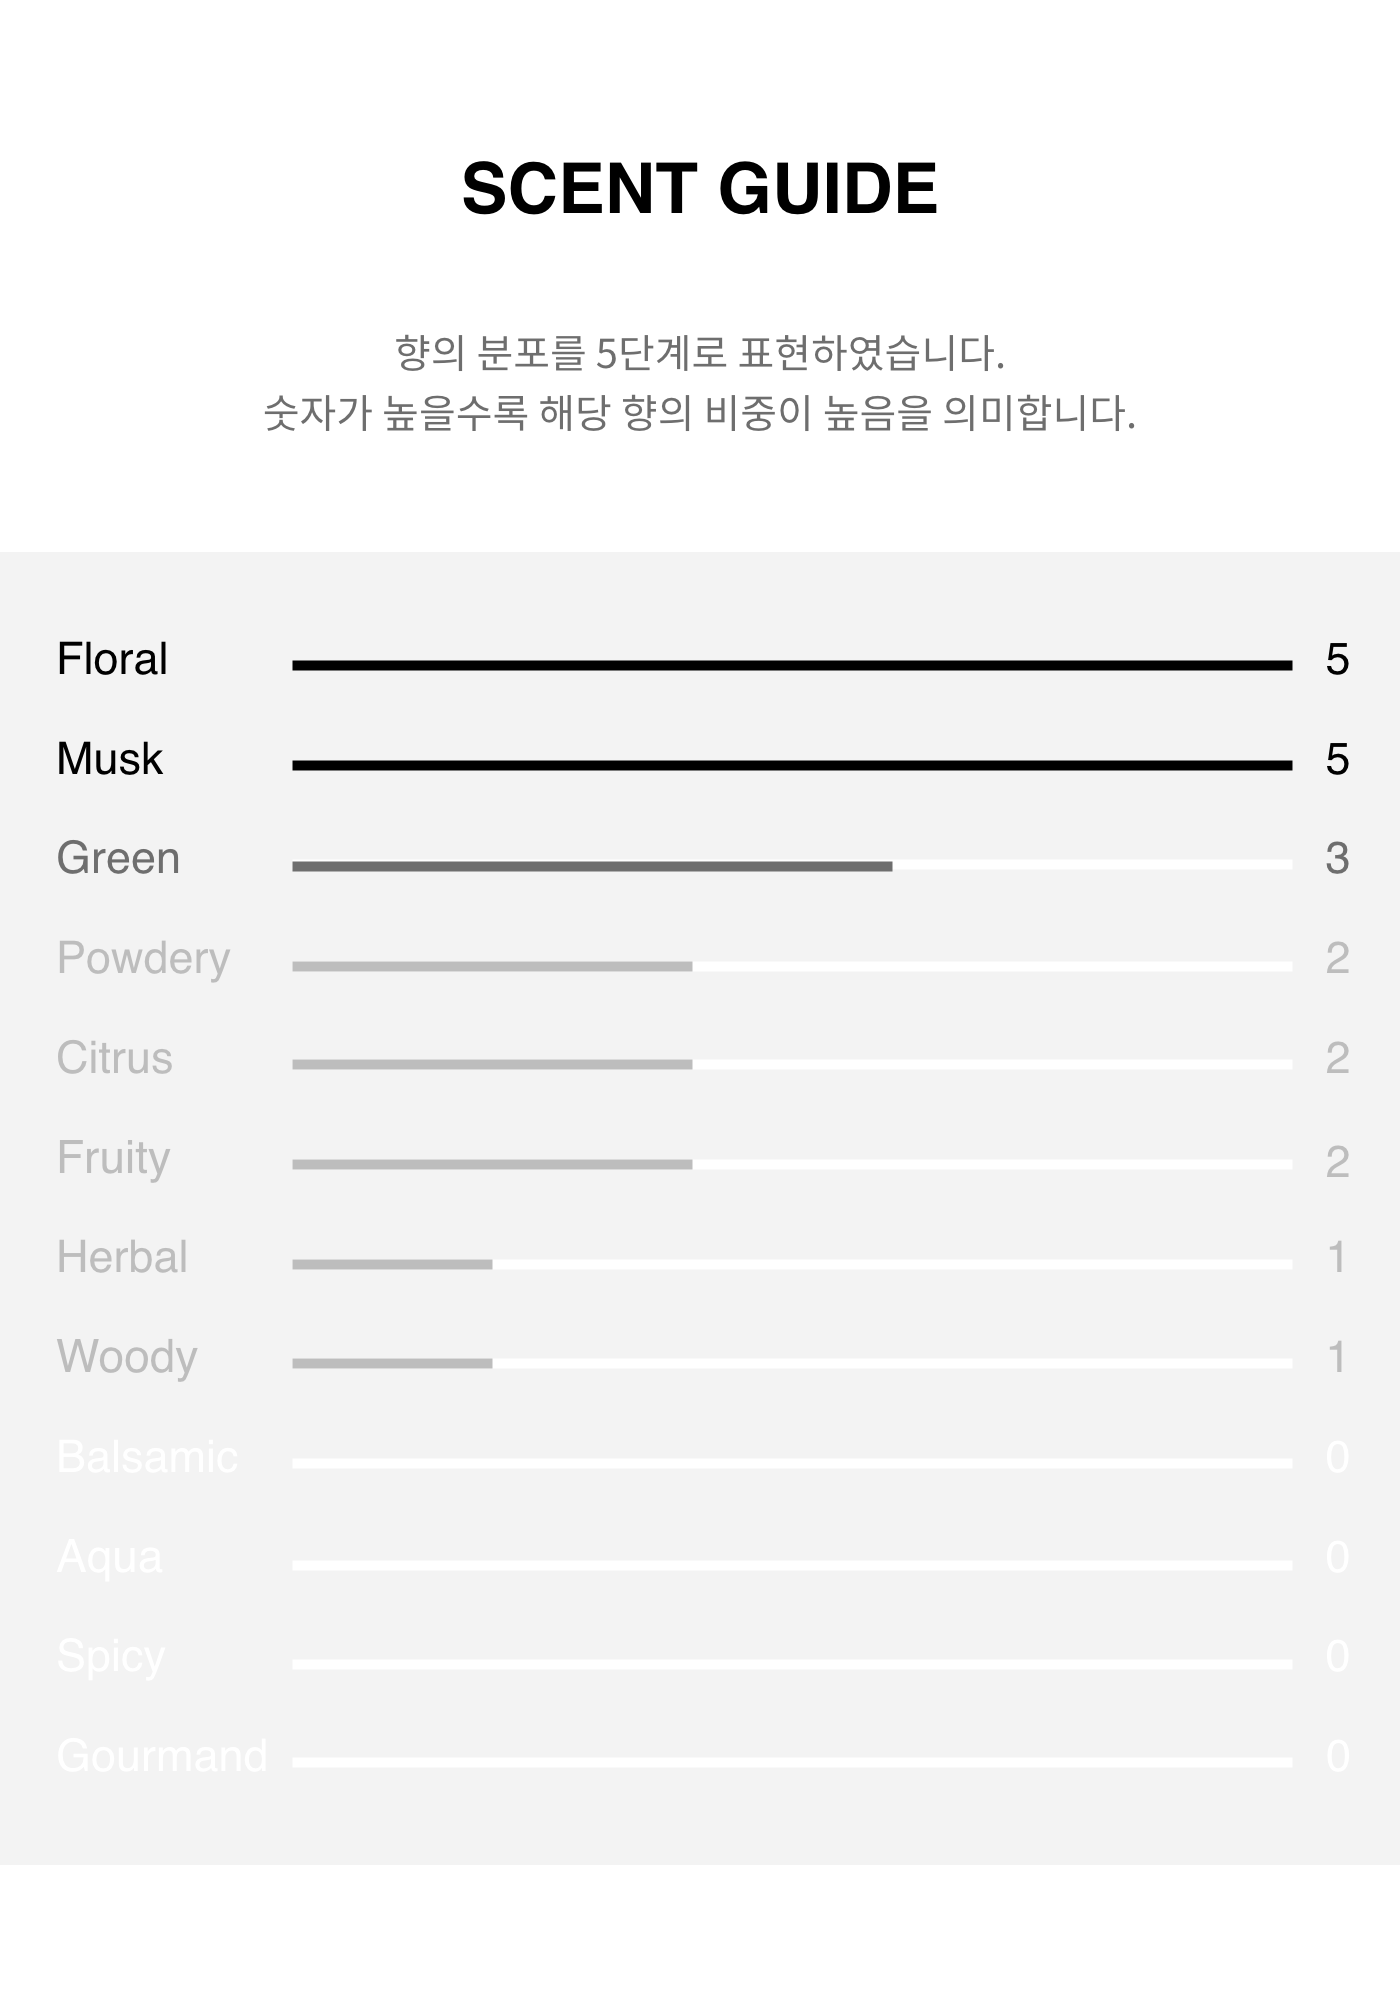 SCENT GUIDE
향의 분포를 5단계로 표현하였습니다.
숫자가 높을수록 해당 향의 비중이 높음을 의미합니다.
Floral 5
Musk 5
Green 3
Powdery 2
Citrus 2
Fruity 2
Herbal 1
Woody 1
Balsamic 0
Aqua 0
Spicy 0
Gourmand 0